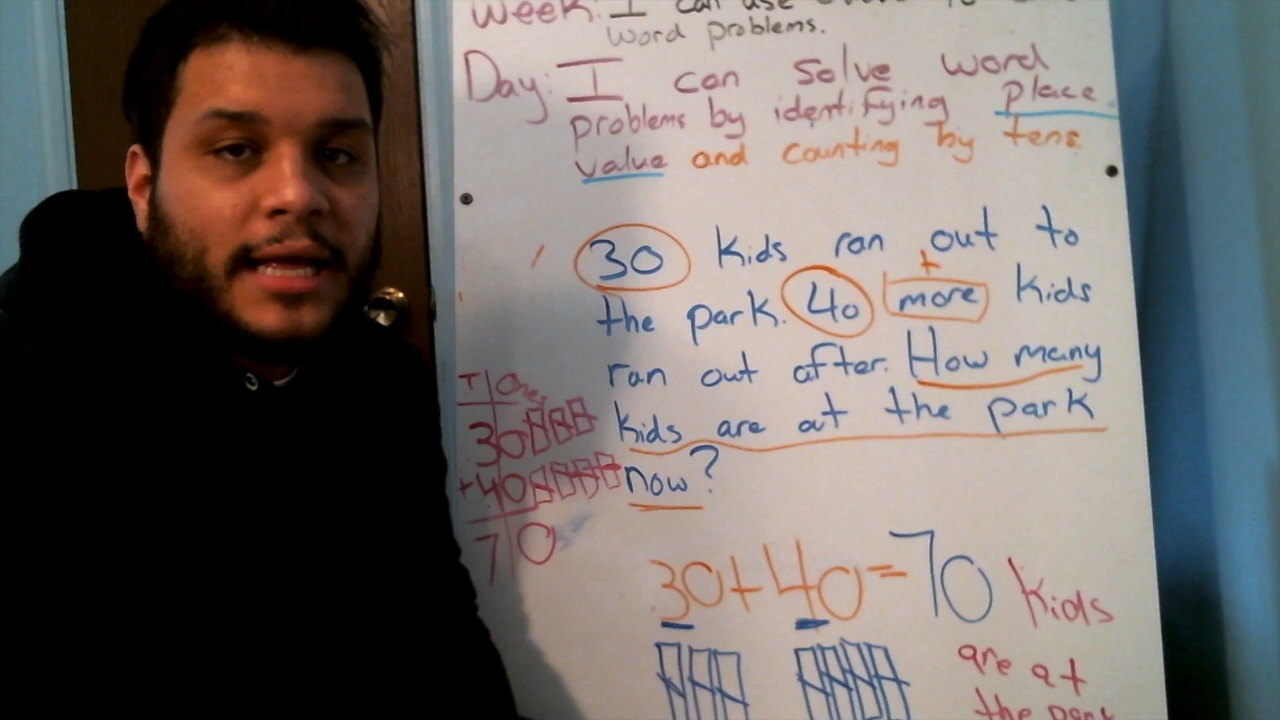 Week: I can use
word problems.
Day: I can solve word
problems by identifying place
value and counting by tens.
30 kids ran out to
+
the park. 40 more kids
ran out after. How many
kids are at the park
now?
T Ones
30
+40
70
30+40=70 kids
are at
the park